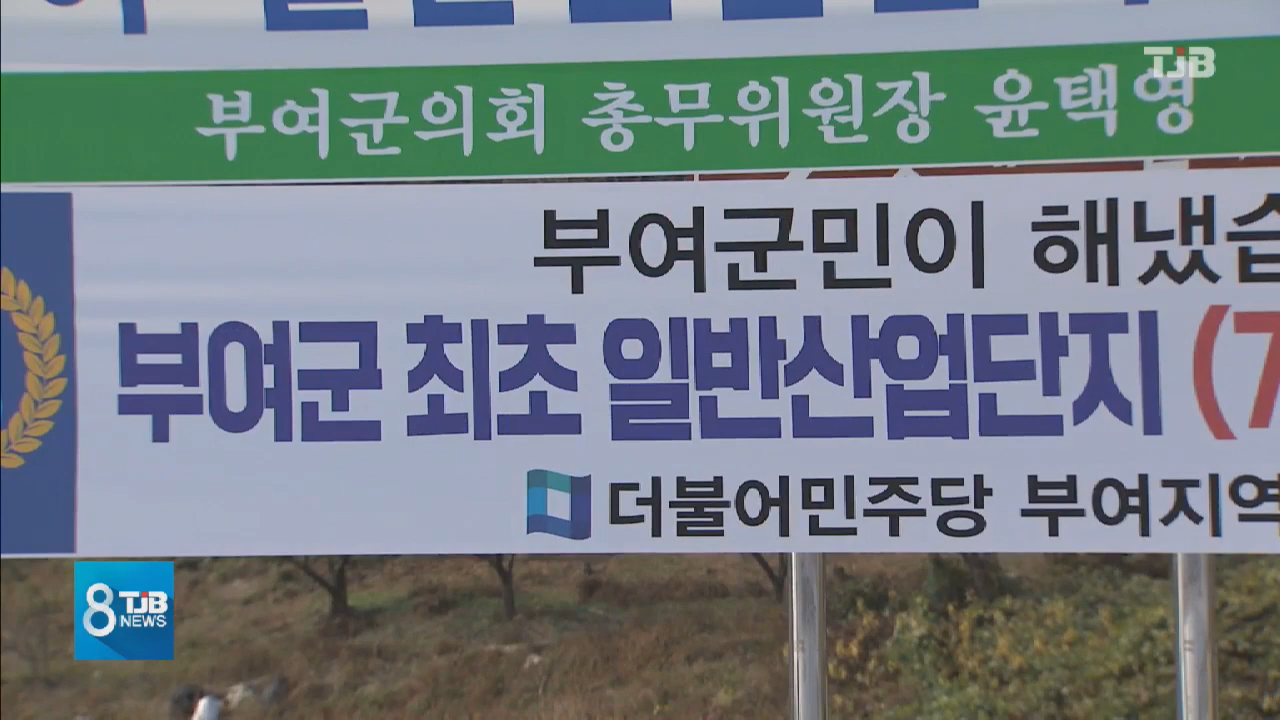 TJB
부여군의회 총무위원장 윤택영
부여군민이 해냈습
부여군 최초 일반산업단지 (7
더불어민주당 부여지역
8 TJB NEWS